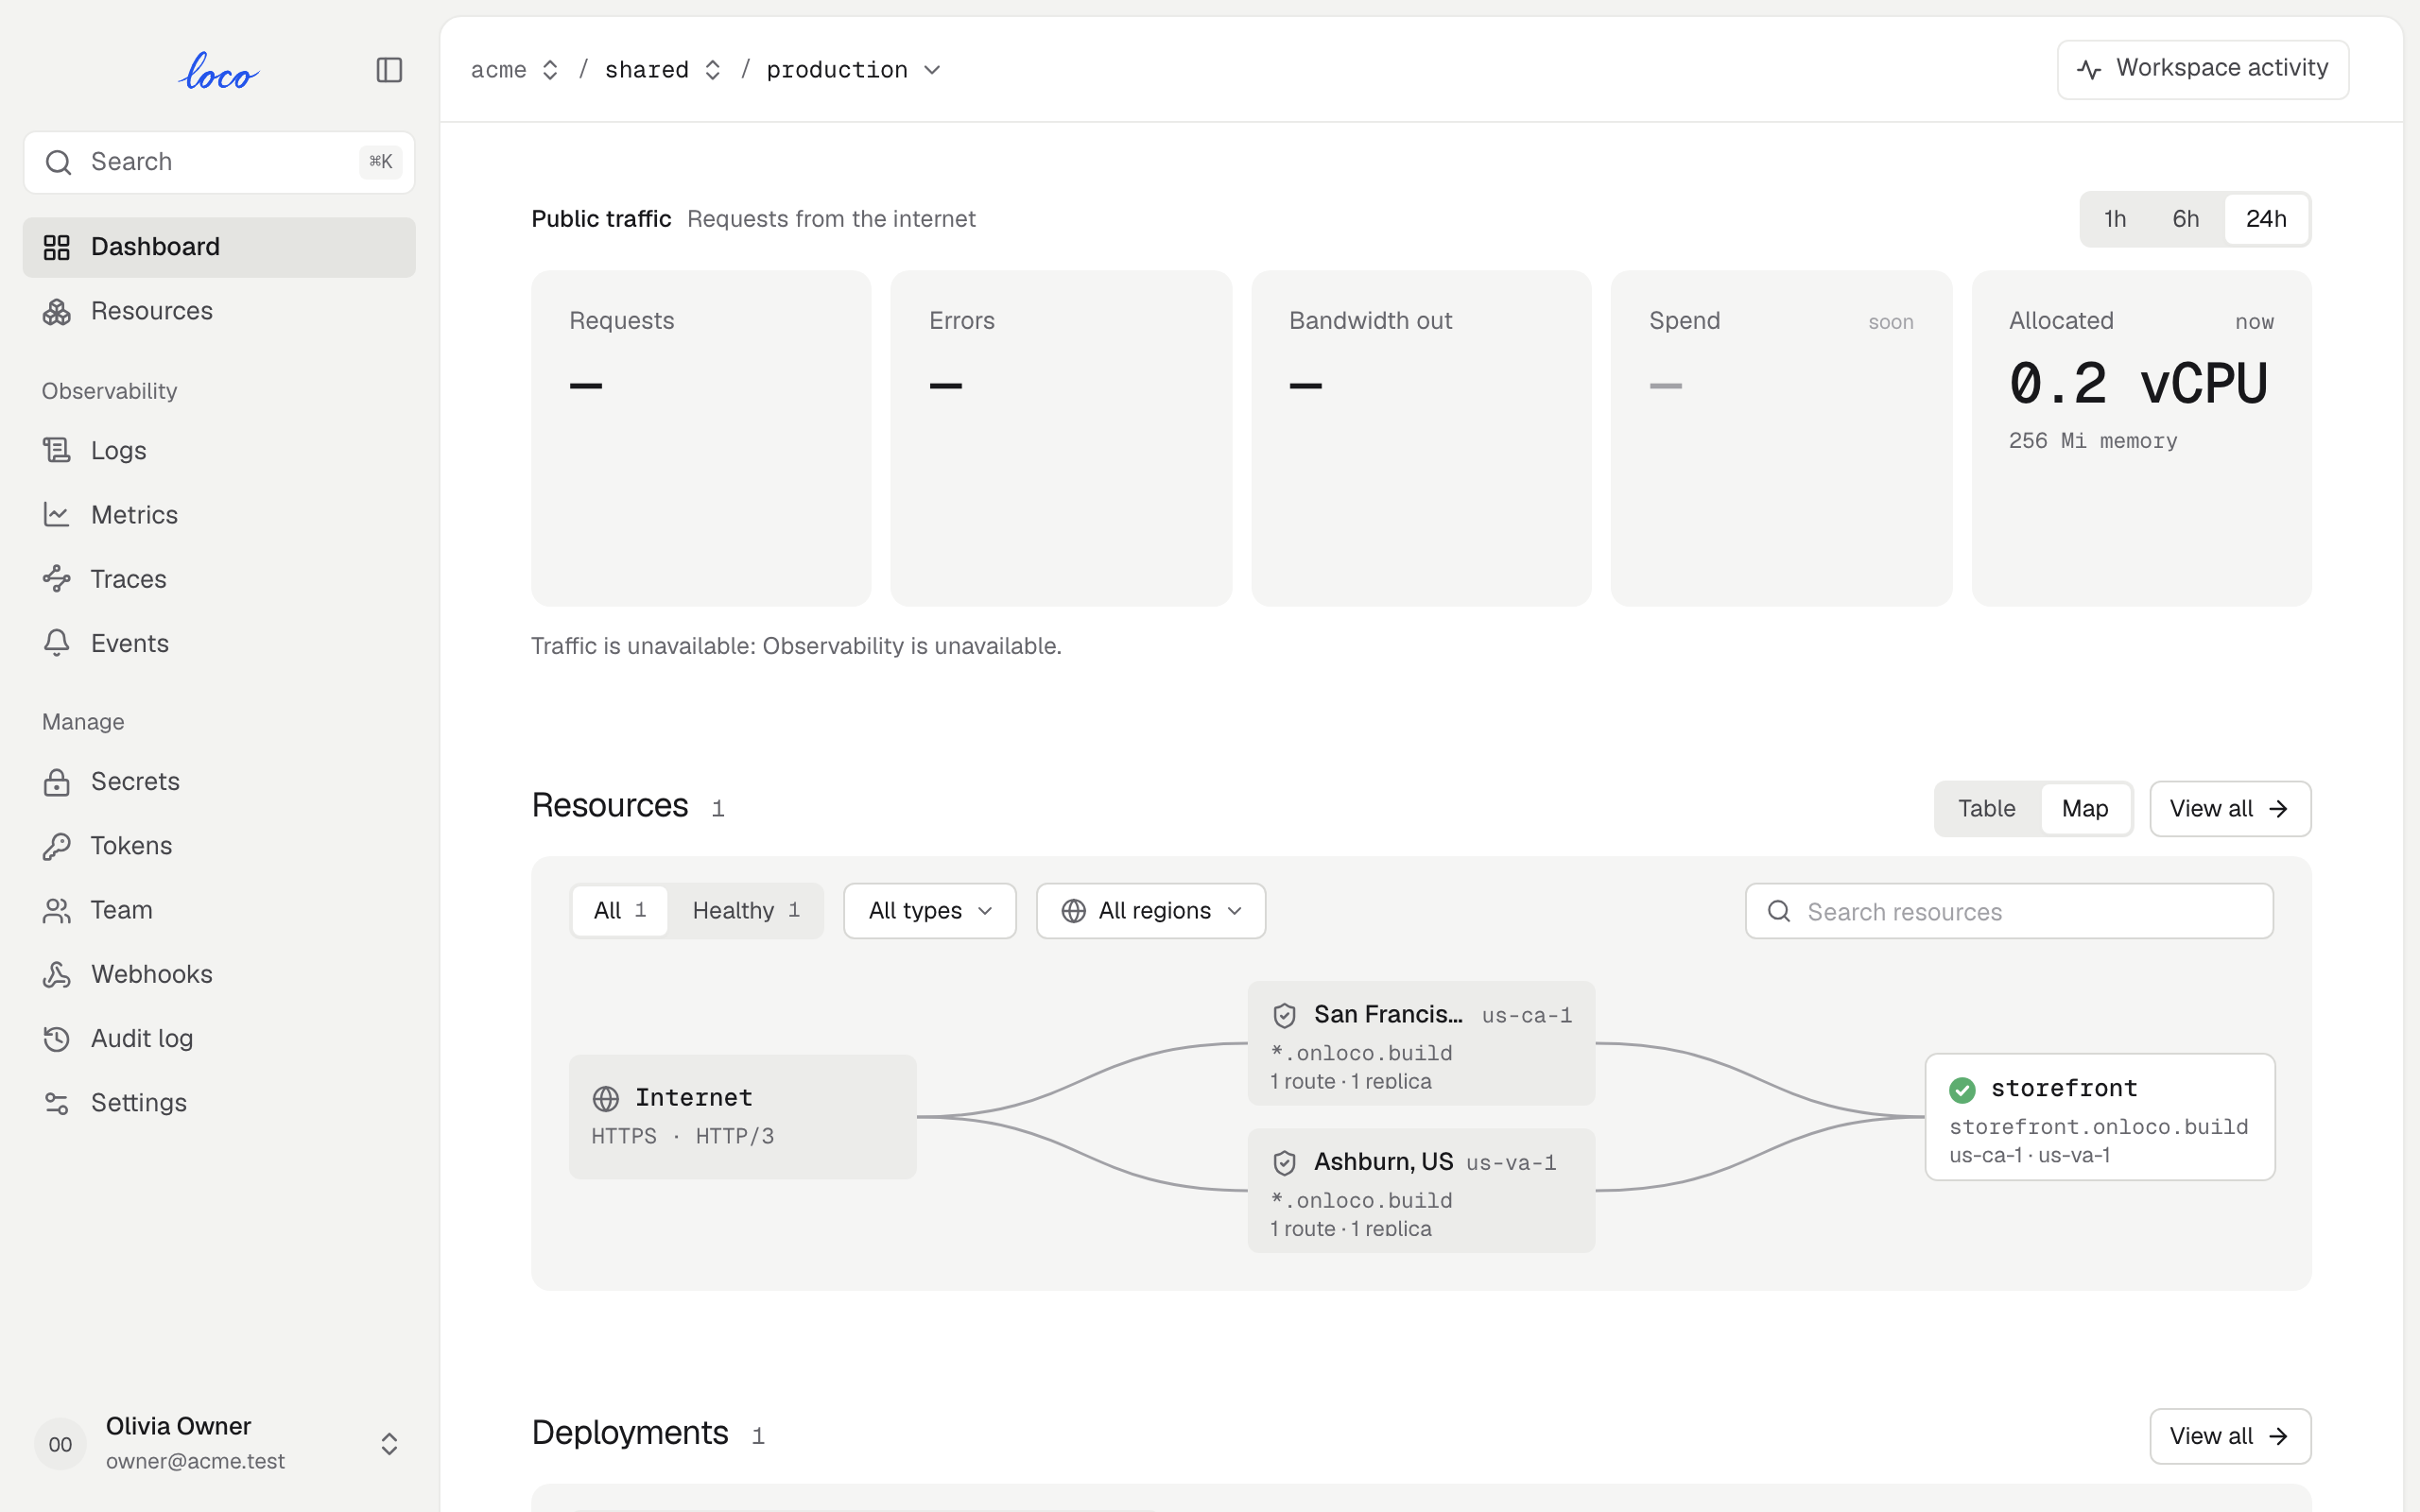 loco
acme / shared / production
Workspace activity
Search ⌘K
Dashboard
Resources
Observability
Logs
Metrics
Traces
Events
Manage
Secrets
Tokens
Team
Webhooks
Audit log
Settings
OO
Olivia Owner
owner@acme.test
Public traffic Requests from the internet
1h 6h 24h
Requests
—
Errors
—
Bandwidth out
—
Spend soon
—
Allocated now
0.2 vCPU
256 Mi memory
Traffic is unavailable: Observability is unavailable.
Resources 1
Table Map View all →
All 1 Healthy 1 All types All regions
Search resources
Internet
HTTPS · HTTP/3
San Francis... us-ca-1
*.onloco.build
1 route · 1 replica
Ashburn, US us-va-1
*.onloco.build
1 route · 1 replica
storefront
storefront.onloco.build
us-ca-1 · us-va-1
Deployments 1
View all →